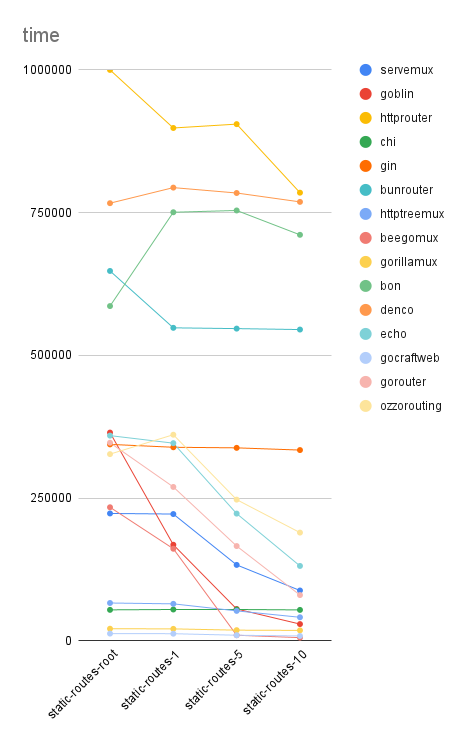 time
1000000
750000
500000
250000
0
static-routes-root
static-routes-1
static-routes-5
static-routes-10
servemux
goblin
httprouter
chi
gin
bunrouter
httptreemux
beegomux
gorillamux
bon
denco
echo
gocraftweb
gorouter
ozzorouting